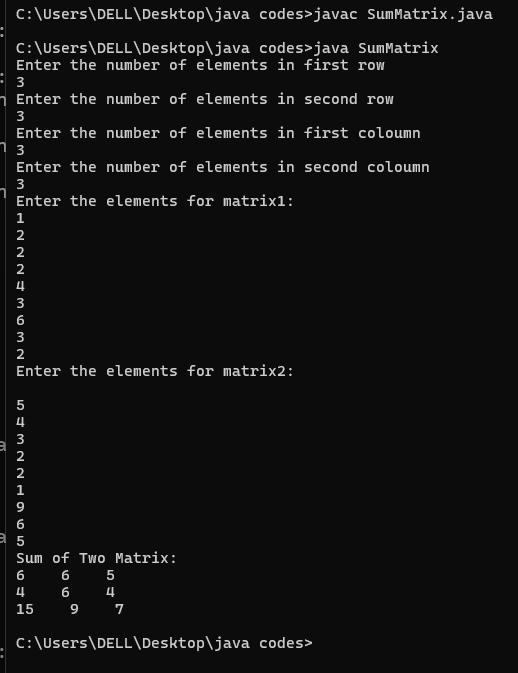 C:\Users\DELL\Desktop\java codes>javac SumMatrix.java
C:\Users\DELL\Desktop\java codes>java SumMatrix
Enter the number of elements in first row
3
Enter the number of elements in second row
3
Enter the number of elements in first coloumn
3
Enter the number of elements in second coloumn
3
Enter the elements for matrix1:
1
2
2
2
4
3
6
3
2
Enter the elements for matrix2:
5
4
3
2
2
1
9
6
5
Sum of Two Matrix:
6    6    5
4    6    4
15    9    7
C:\Users\DELL\Desktop\java codes>